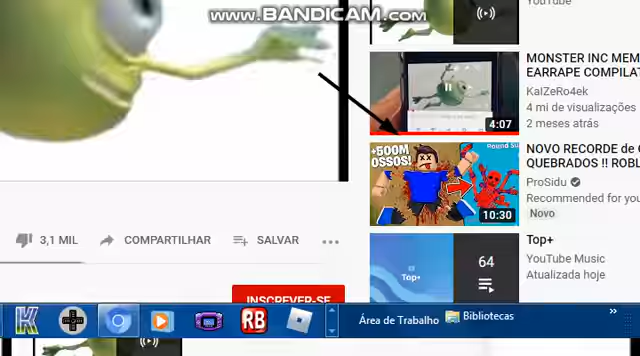 www.BANDICAM.com
YouTube
MONSTER INC MEM
EARRAPE COMPILAT
KaIZeRo4ek
4 mi de visualizações
2 meses atrás
4:07
NOVO RECORDE de
QUEBRADOS !! ROBL
ProSidu
Recommended for you
Novo
+500M
OSSOS!
10:30
3,1 MIL
COMPARTILHAR
SALVAR
Top+
YouTube Music
Atualizada hoje
Top+
64
INSCREVER-SE
K
RB
Área de Trabalho
Bibliotecas
»